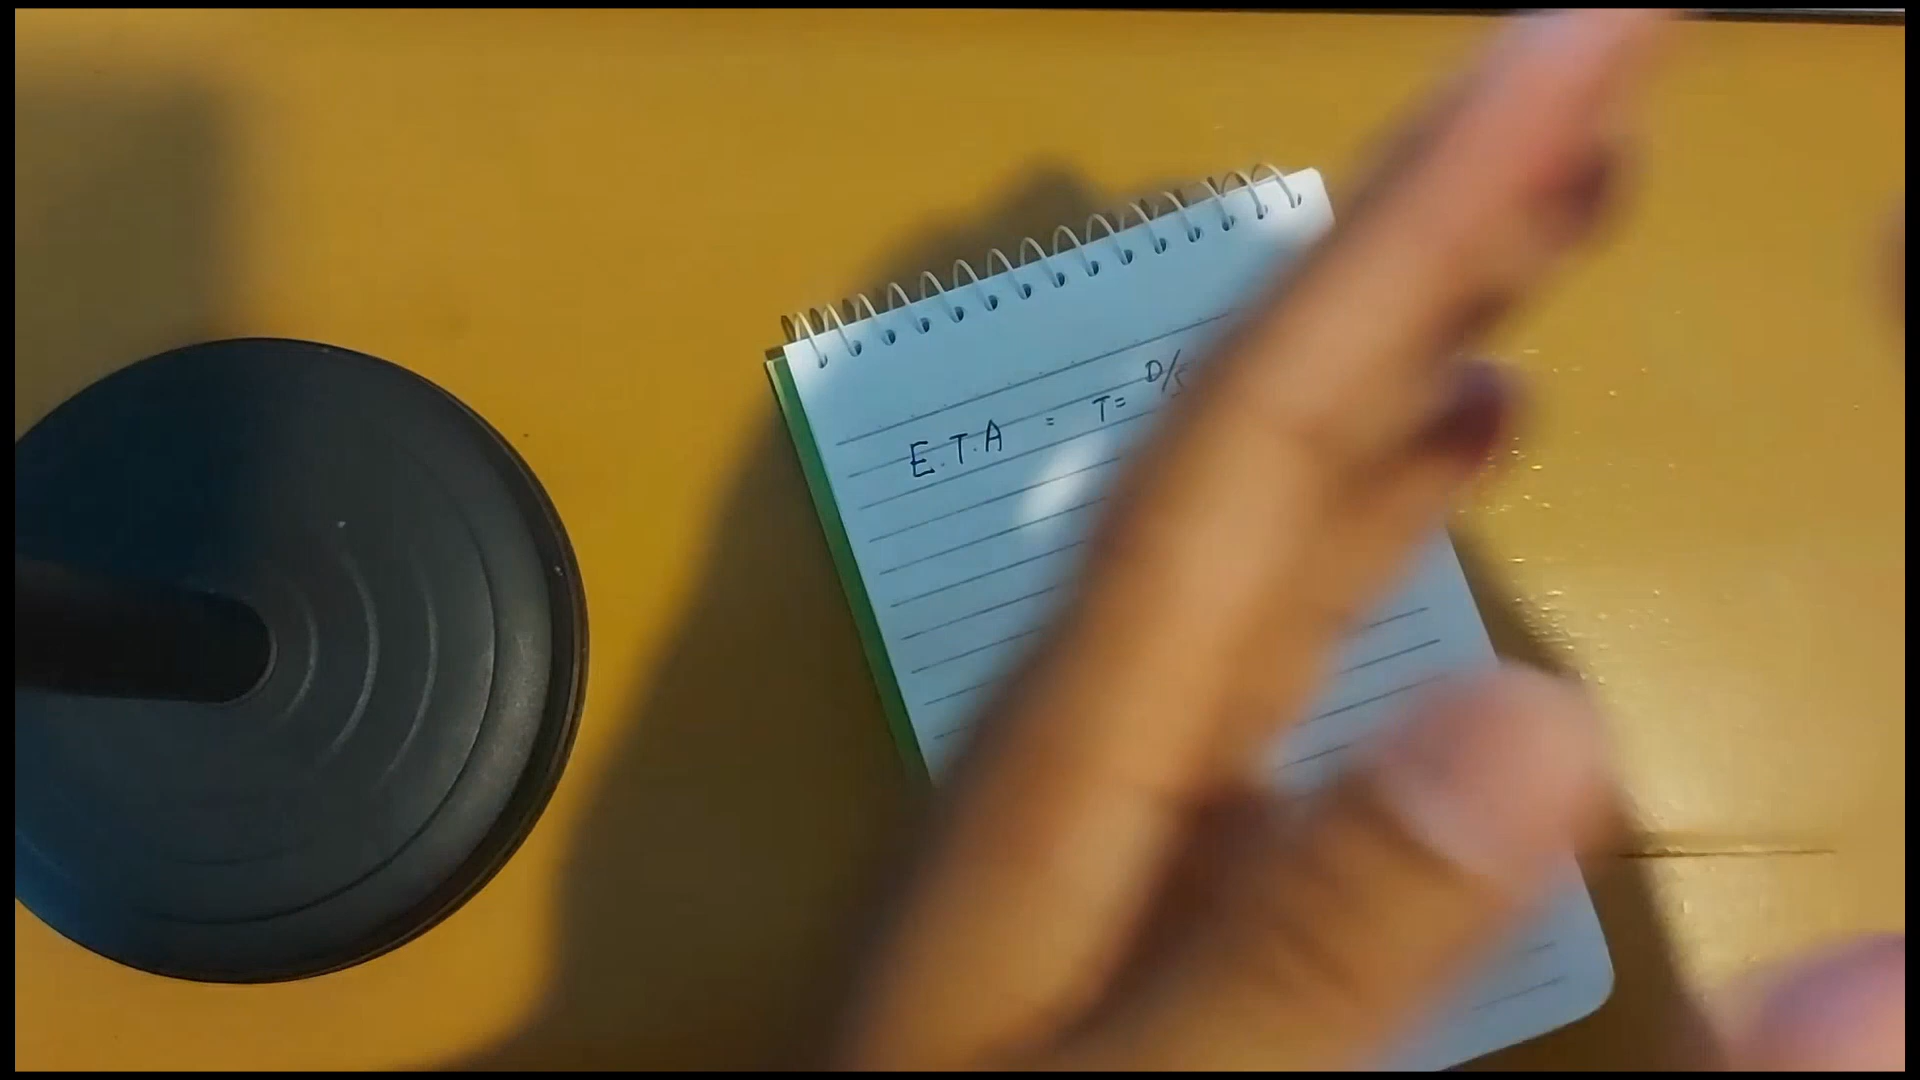 E.T.A = T= D/S